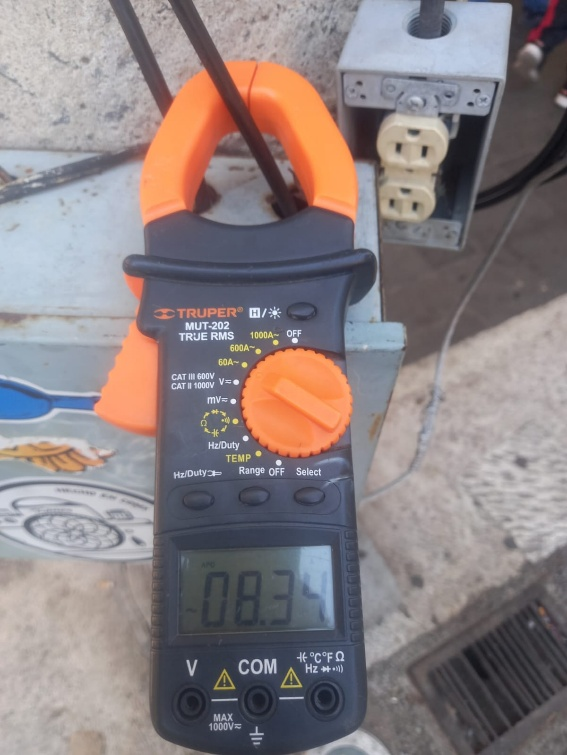 TRUPER® H/☀
MUT-202
TRUE RMS
1000A~ OFF
600A~
60A~
CAT III 600V
CAT II 1000V
V≂
mV≂
Ω
Hz/Duty
TEMP
OFF
Hz/Duty Range Select
08.34
V COM °C°F Ω
Hz
MAX
1000V≂